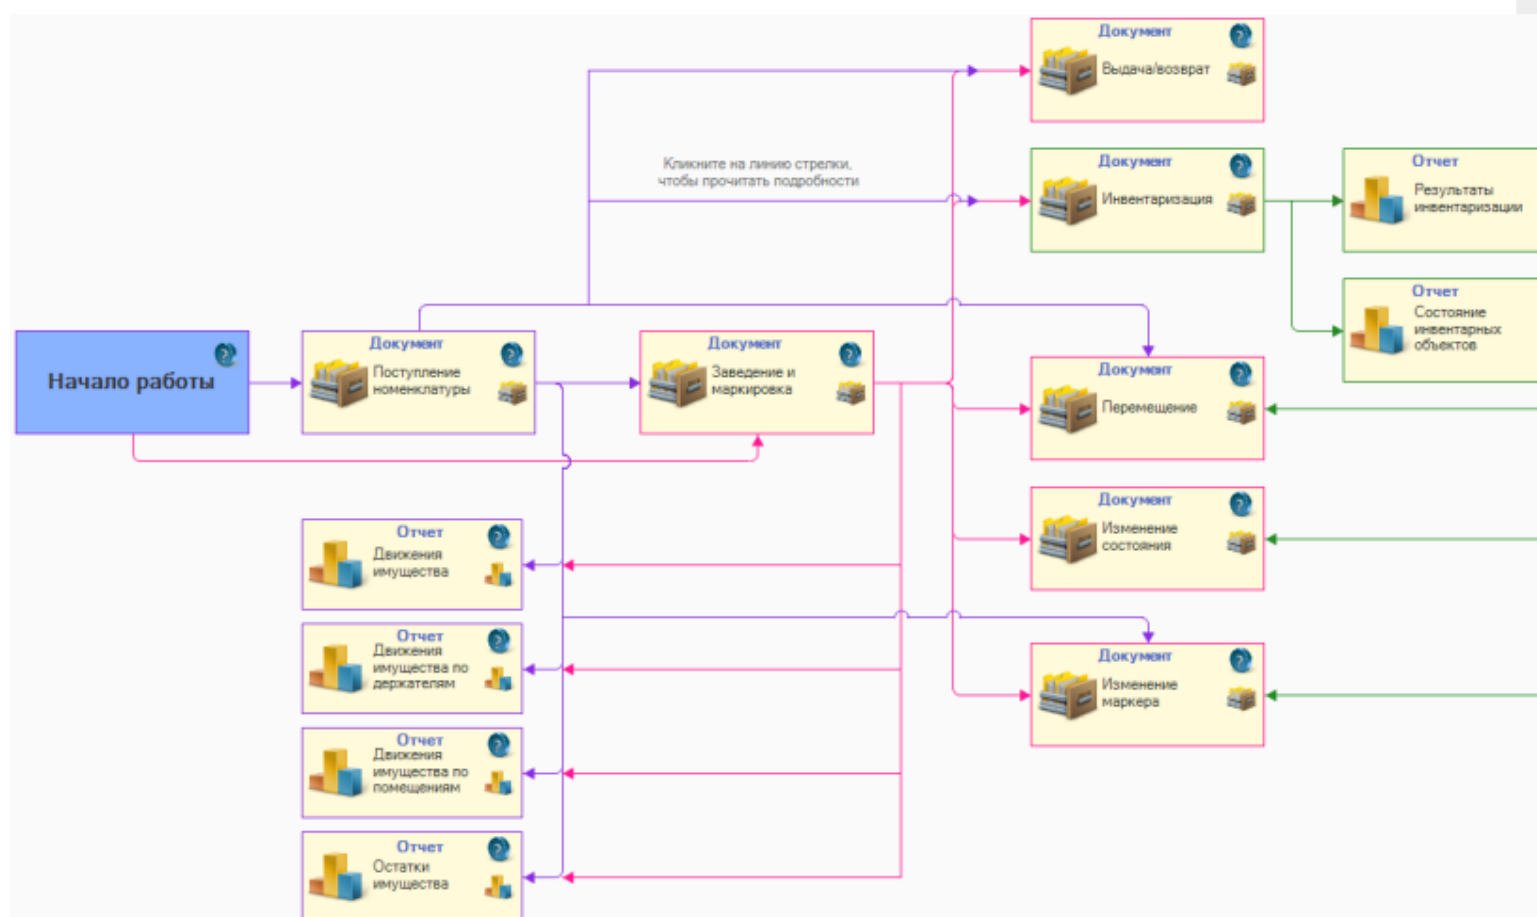 Документ
Выдача/возврат
Кликните на линию стрелки,
чтобы прочитать подробности
Документ
Инвентаризация
Отчет
Результаты
инвентаризации
Отчет
Состояние
инвентарных
объектов
Начало работы
Документ
Поступление
номенклатуры
Документ
Заведение и
маркировка
Документ
Перемещение
Документ
Изменение
состояния
Отчет
Движения
имущества
Отчет
Движения
имущества по
держателям
Документ
Изменение
маркера
Отчет
Движения
имущества по
помещениям
Отчет
Остатки
имущества